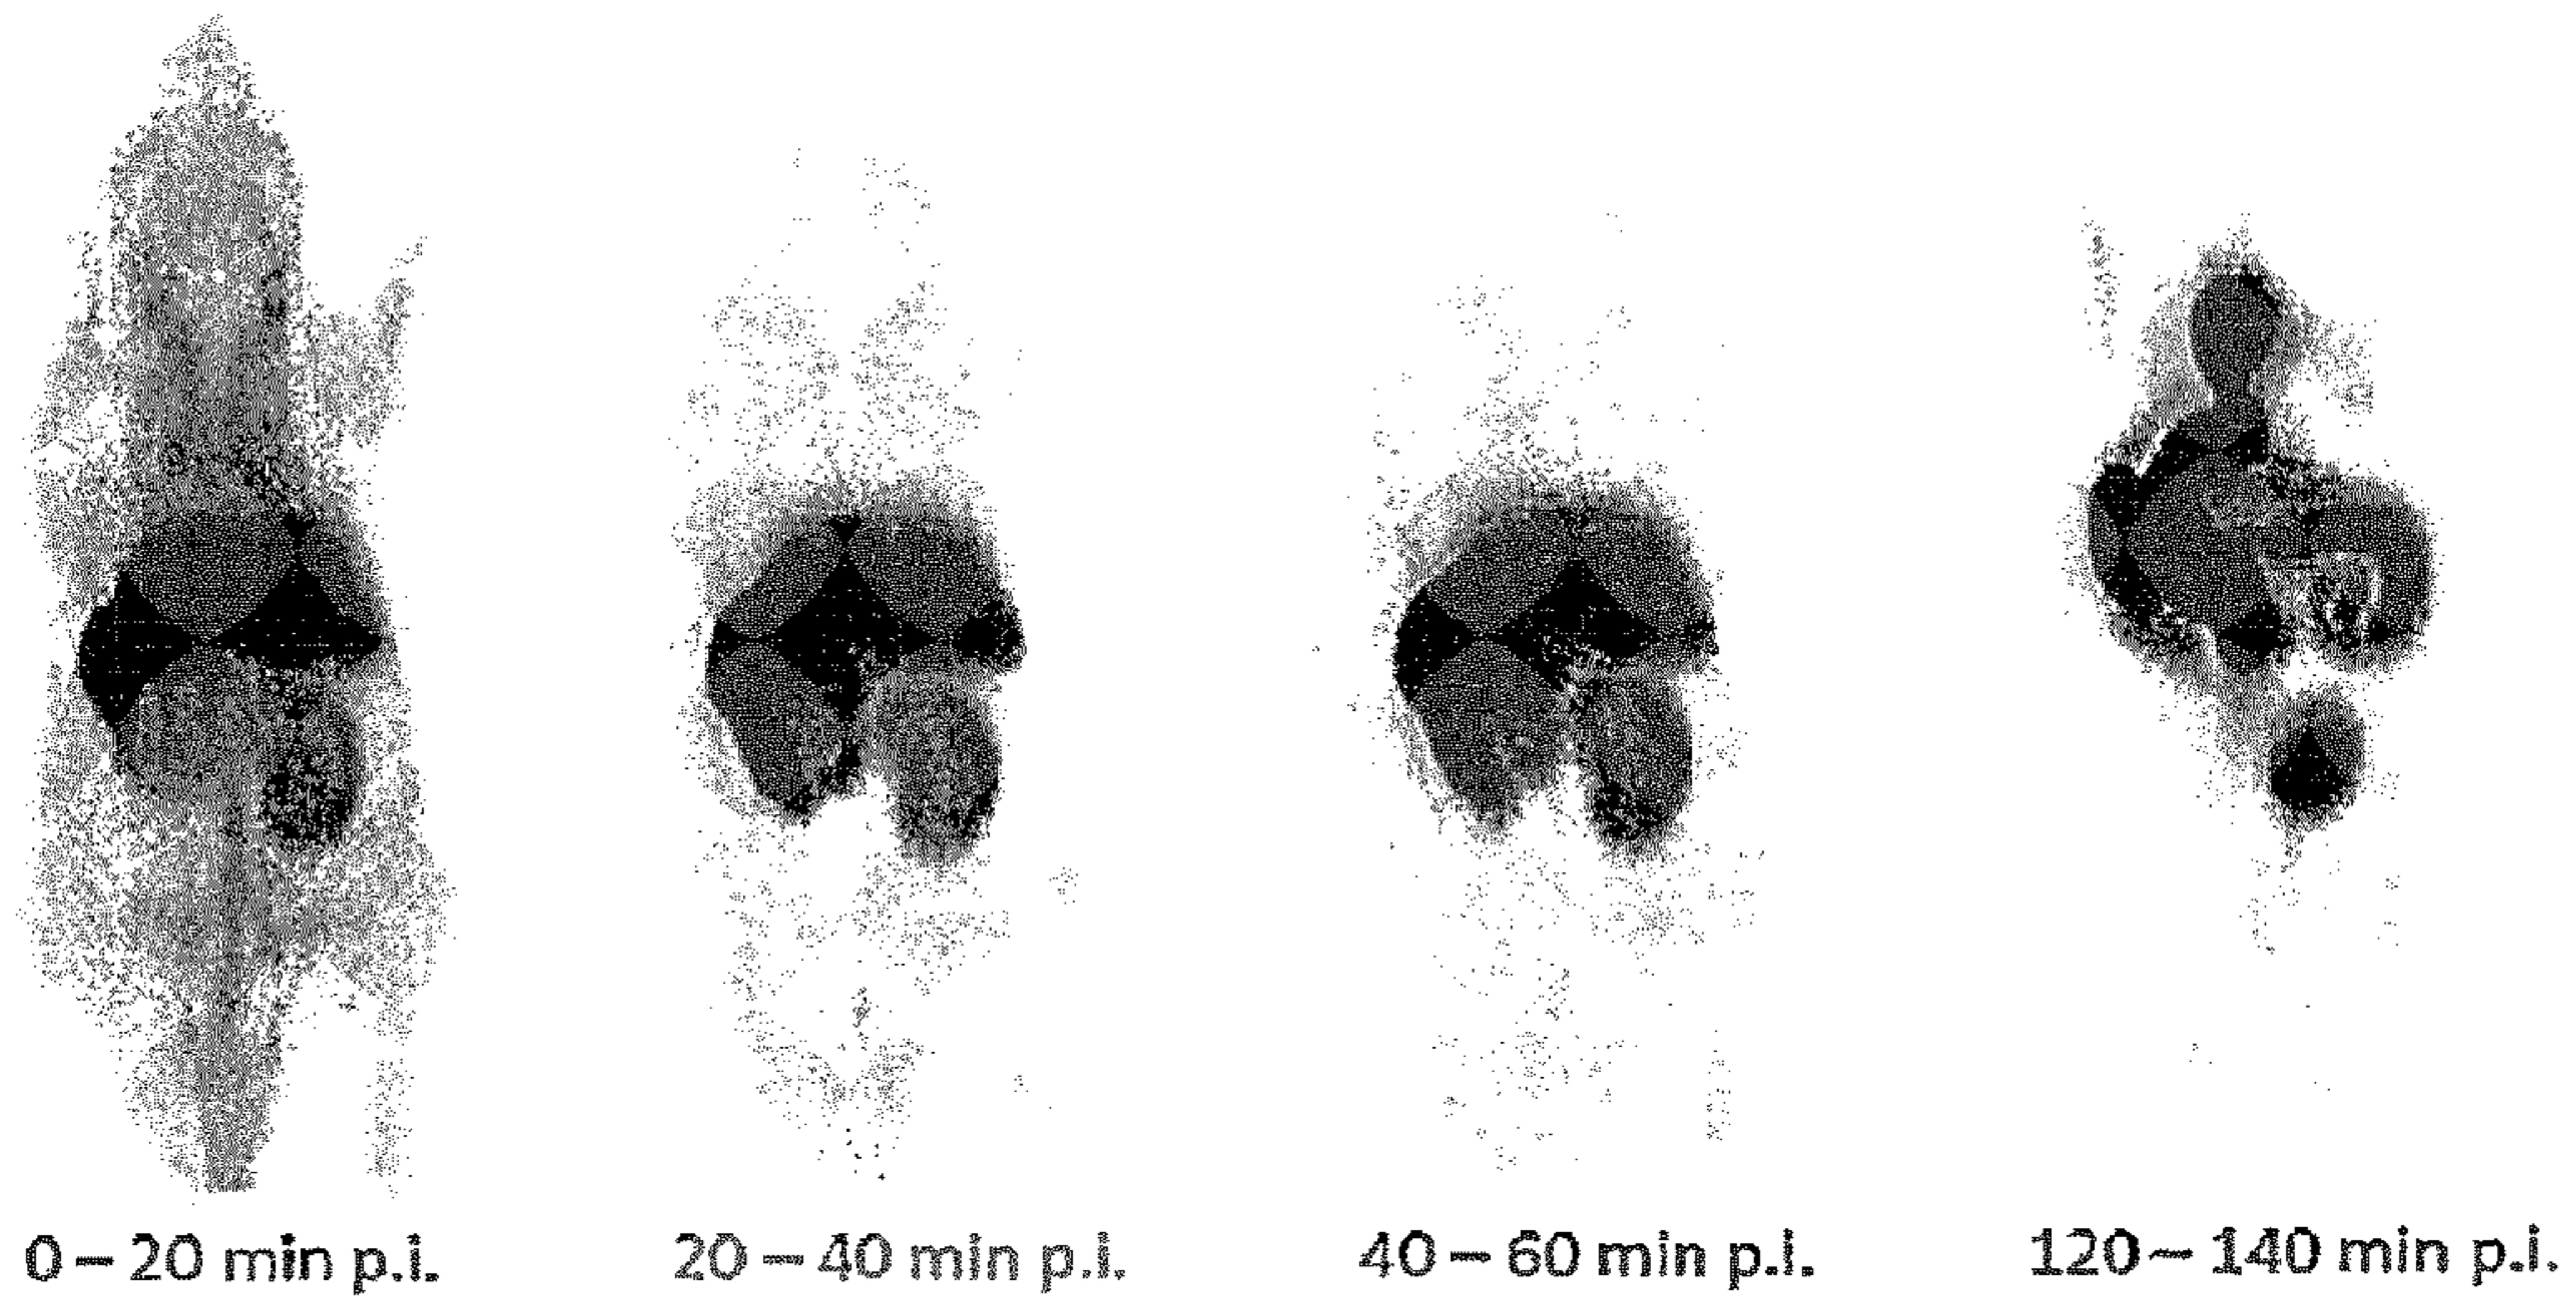 0 – 20 min p.i.
20 – 40 min p.i.
40 – 60 min p.i.
120 – 140 min p.i.